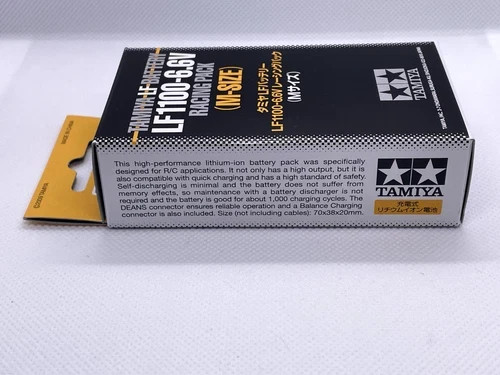 TAMIYA LF BATTERY
LF1100-6.6V
RACING PACK
(M-SIZE)
タミヤ LFバッテリー
LF1100-6.6V レーシングパック
(Mサイズ)
TAMIYA
This high-performance lithium-ion battery pack was specifically
designed for R/C applications. It not only has a high output, but it is
also compatible with quick charging and has a high standard of safety.
Self-discharging is minimal and the battery does not suffer from
memory effects, so maintenance with a battery discharger is not
required and the battery is good for about 1,000 charging cycles. The
DEANS connector ensures reliable operation and a Balance Charging
connector is also included. Size (not including cables): 70x38x20mm.
TAMIYA
充電式
リチウムイオン電池